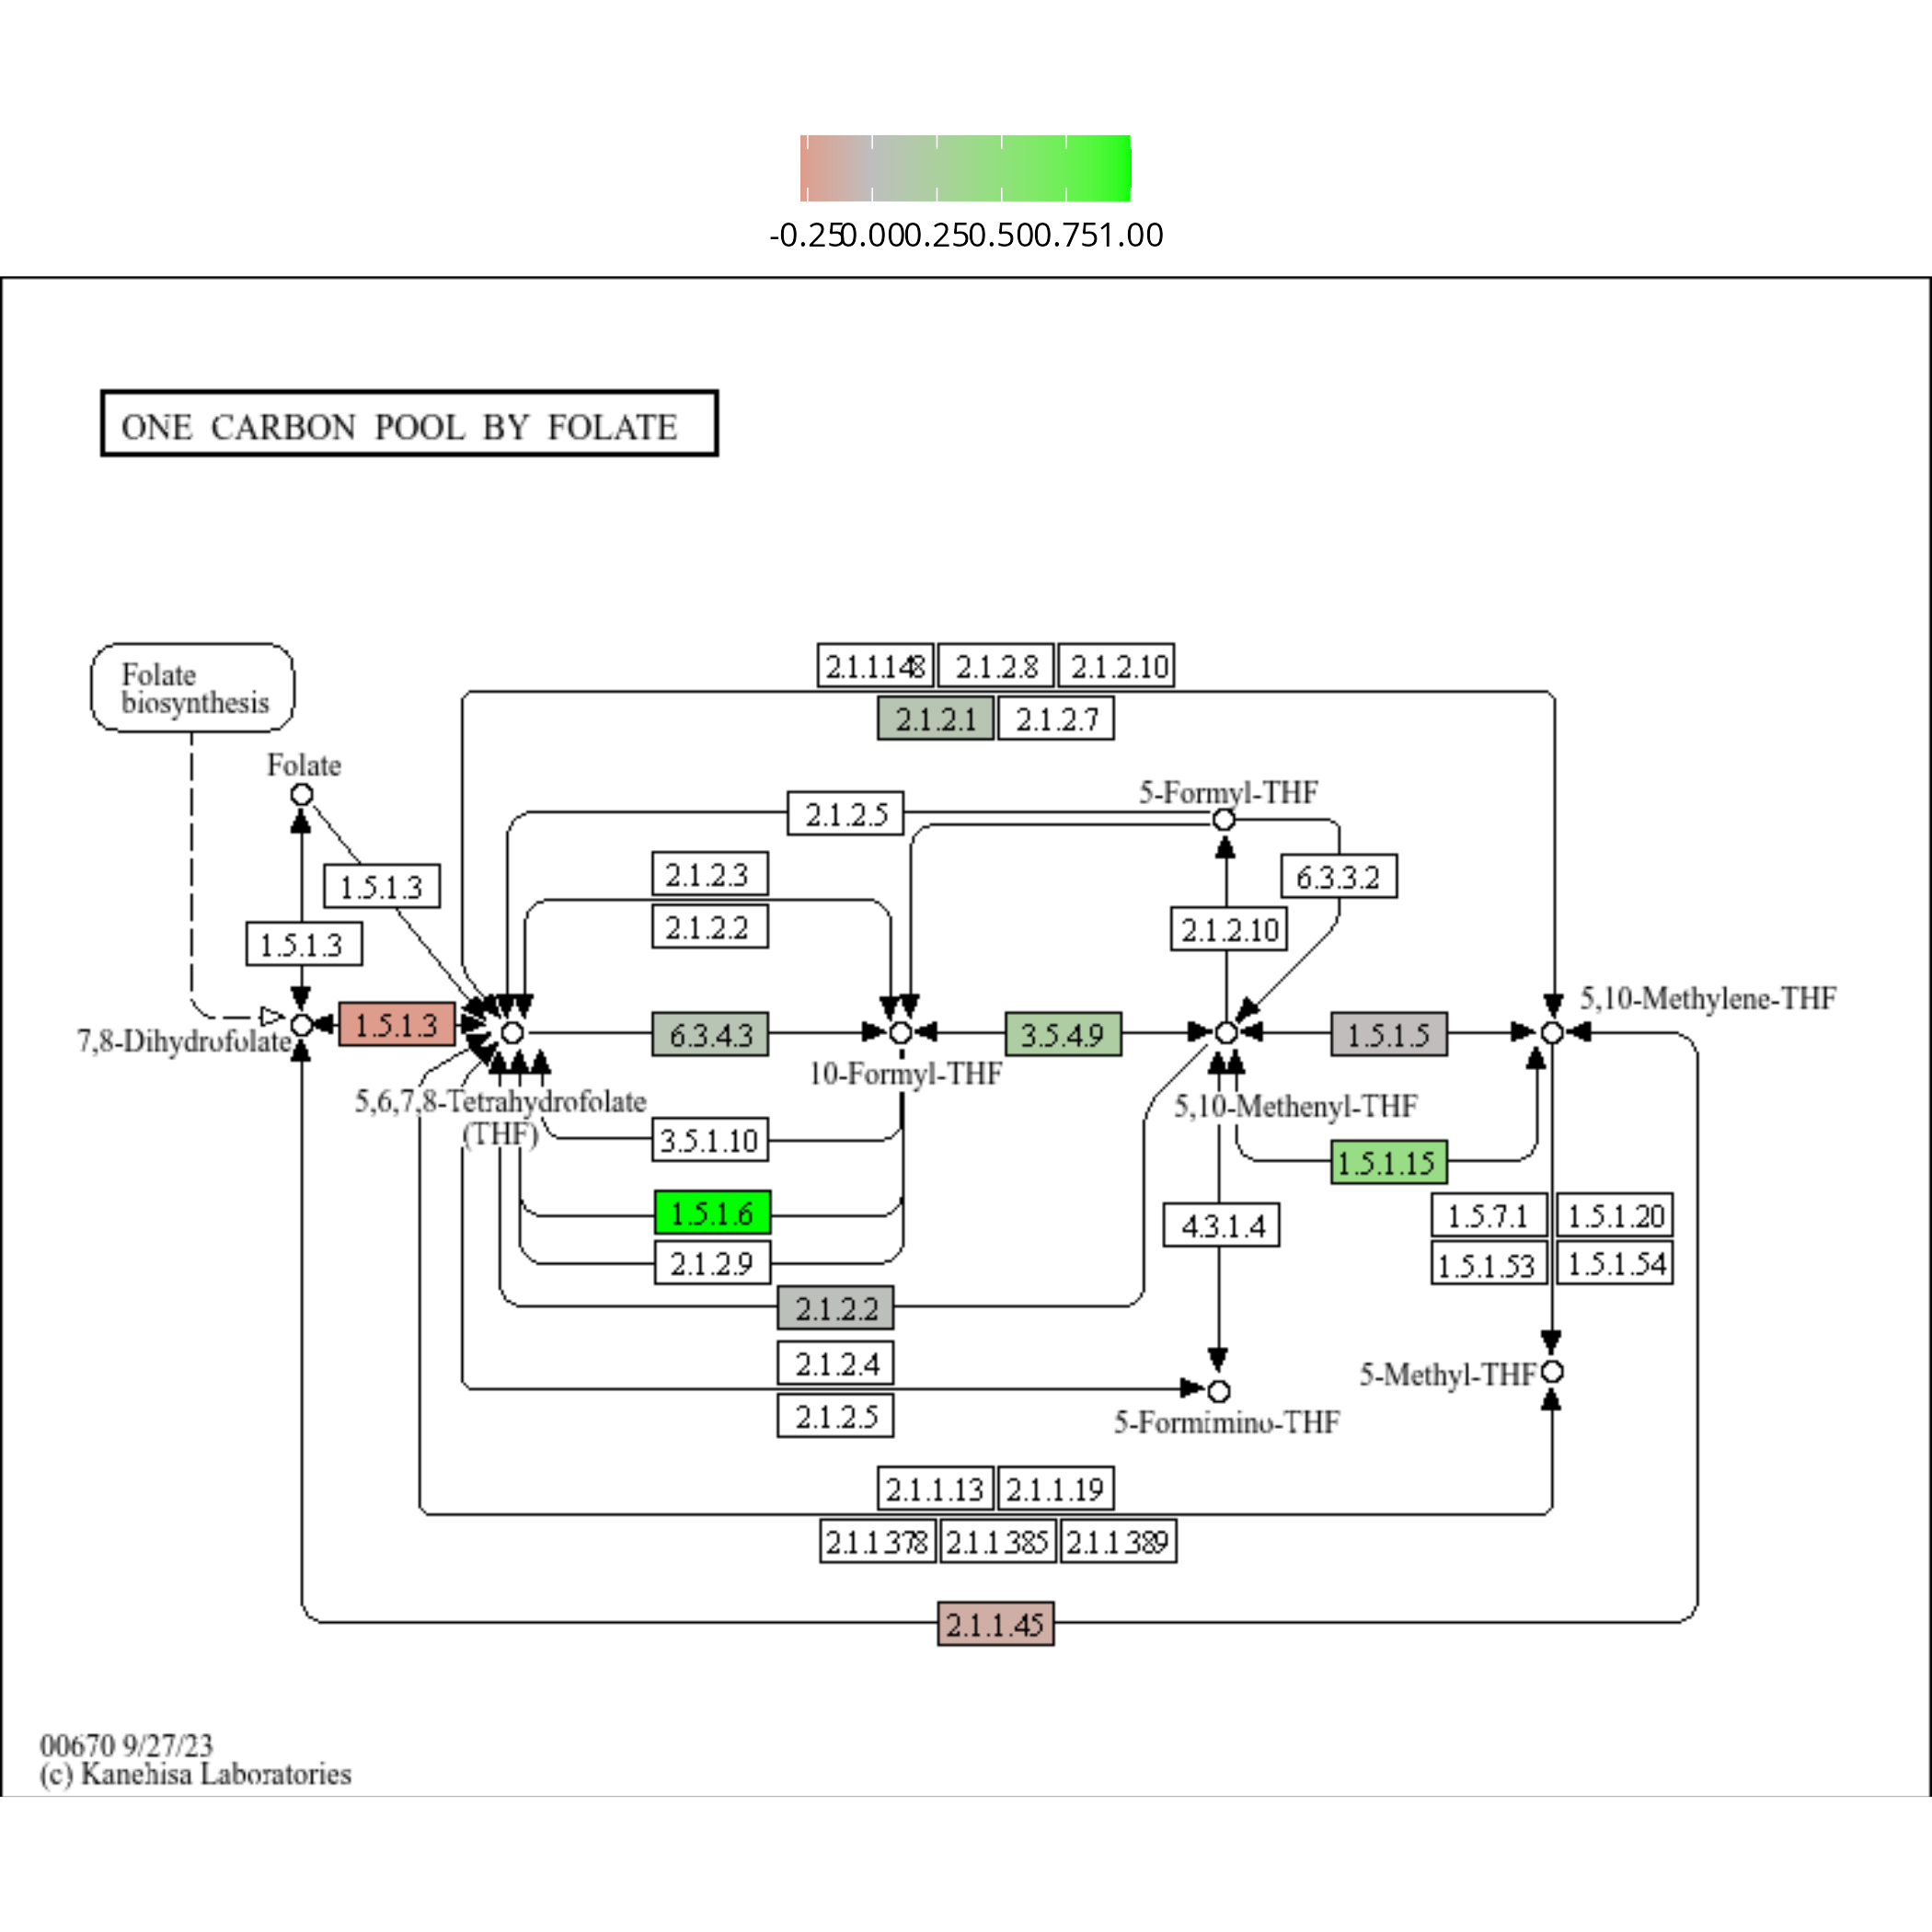 -0.25 0.00 0.25 0.50 0.75 1.00
ONE CARBON POOL BY FOLATE
2.1.1.148 2.1.2.8 2.1.2.10
Folate
biosynthesis
2.1.2.1 2.1.2.7
Folate
5-Formyl-THF
2.1.2.5
2.1.2.3
6.3.3.2
1.5.1.3
2.1.2.2
2.1.2.10
1.5.1.3
5,10-Methylene-THF
1.5.1.3
6.3.4.3
3.5.4.9
1.5.1.5
7,8-Dihydrofolate
10-Formyl-THF
5,6,7,8-Tetrahydrofolate
(THF)
5,10-Methenyl-THF
3.5.1.10
1.5.1.15
1.5.1.6
4.3.1.4
1.5.7.1 1.5.1.20
2.1.2.9
1.5.1.53 1.5.1.54
2.1.2.2
2.1.2.4
5-Methyl-THF
2.1.2.5
5-Formimino-THF
2.1.1.13 2.1.1.19
2.1.1.378 2.1.1.385 2.1.1.389
2.1.1.45
00670 9/27/23
(c) Kanehisa Laboratories